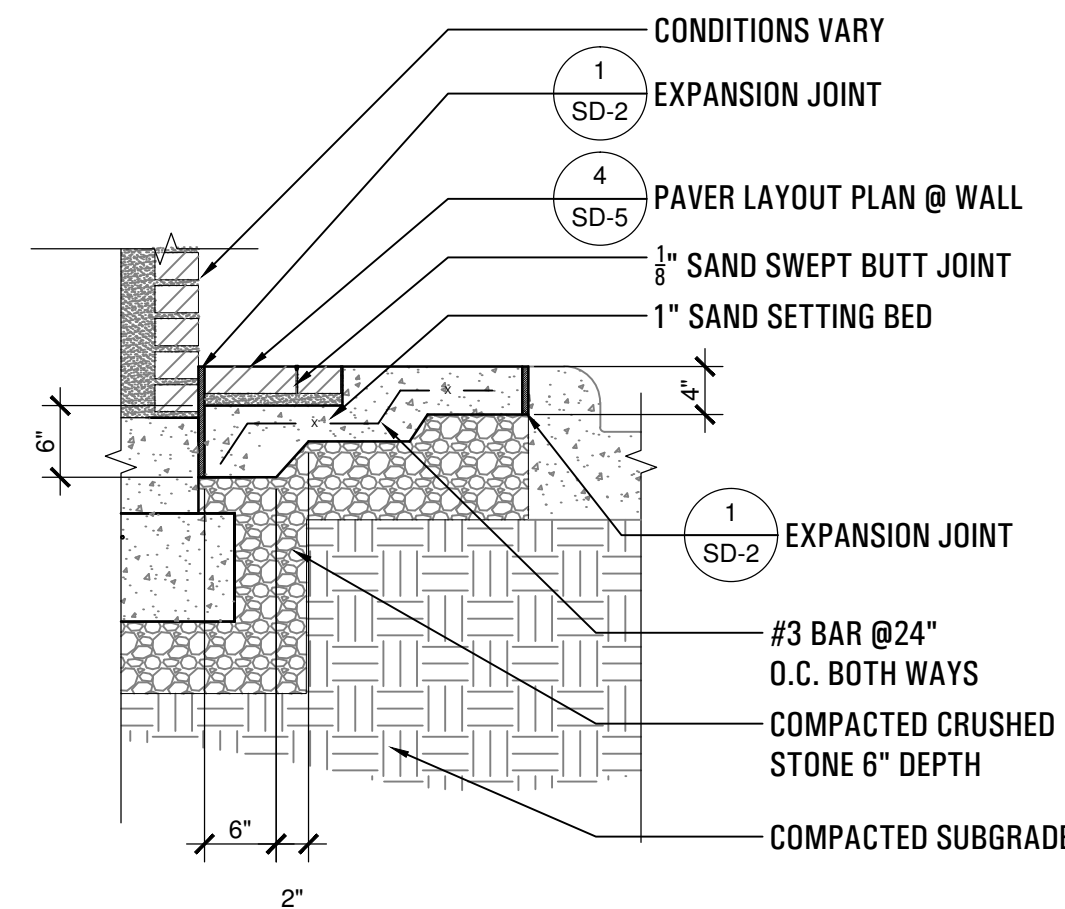 CONDITIONS VARY
1
SD-2
EXPANSION JOINT
4
SD-5
PAVER LAYOUT PLAN @ WALL
1/8" SAND SWEPT BUTT JOINT
1" SAND SETTING BED
4"
6"
x
x
1
SD-2
EXPANSION JOINT
#3 BAR @24"
O.C. BOTH WAYS
COMPACTED CRUSHED
STONE 6" DEPTH
COMPACTED SUBGRADE
6"
2"